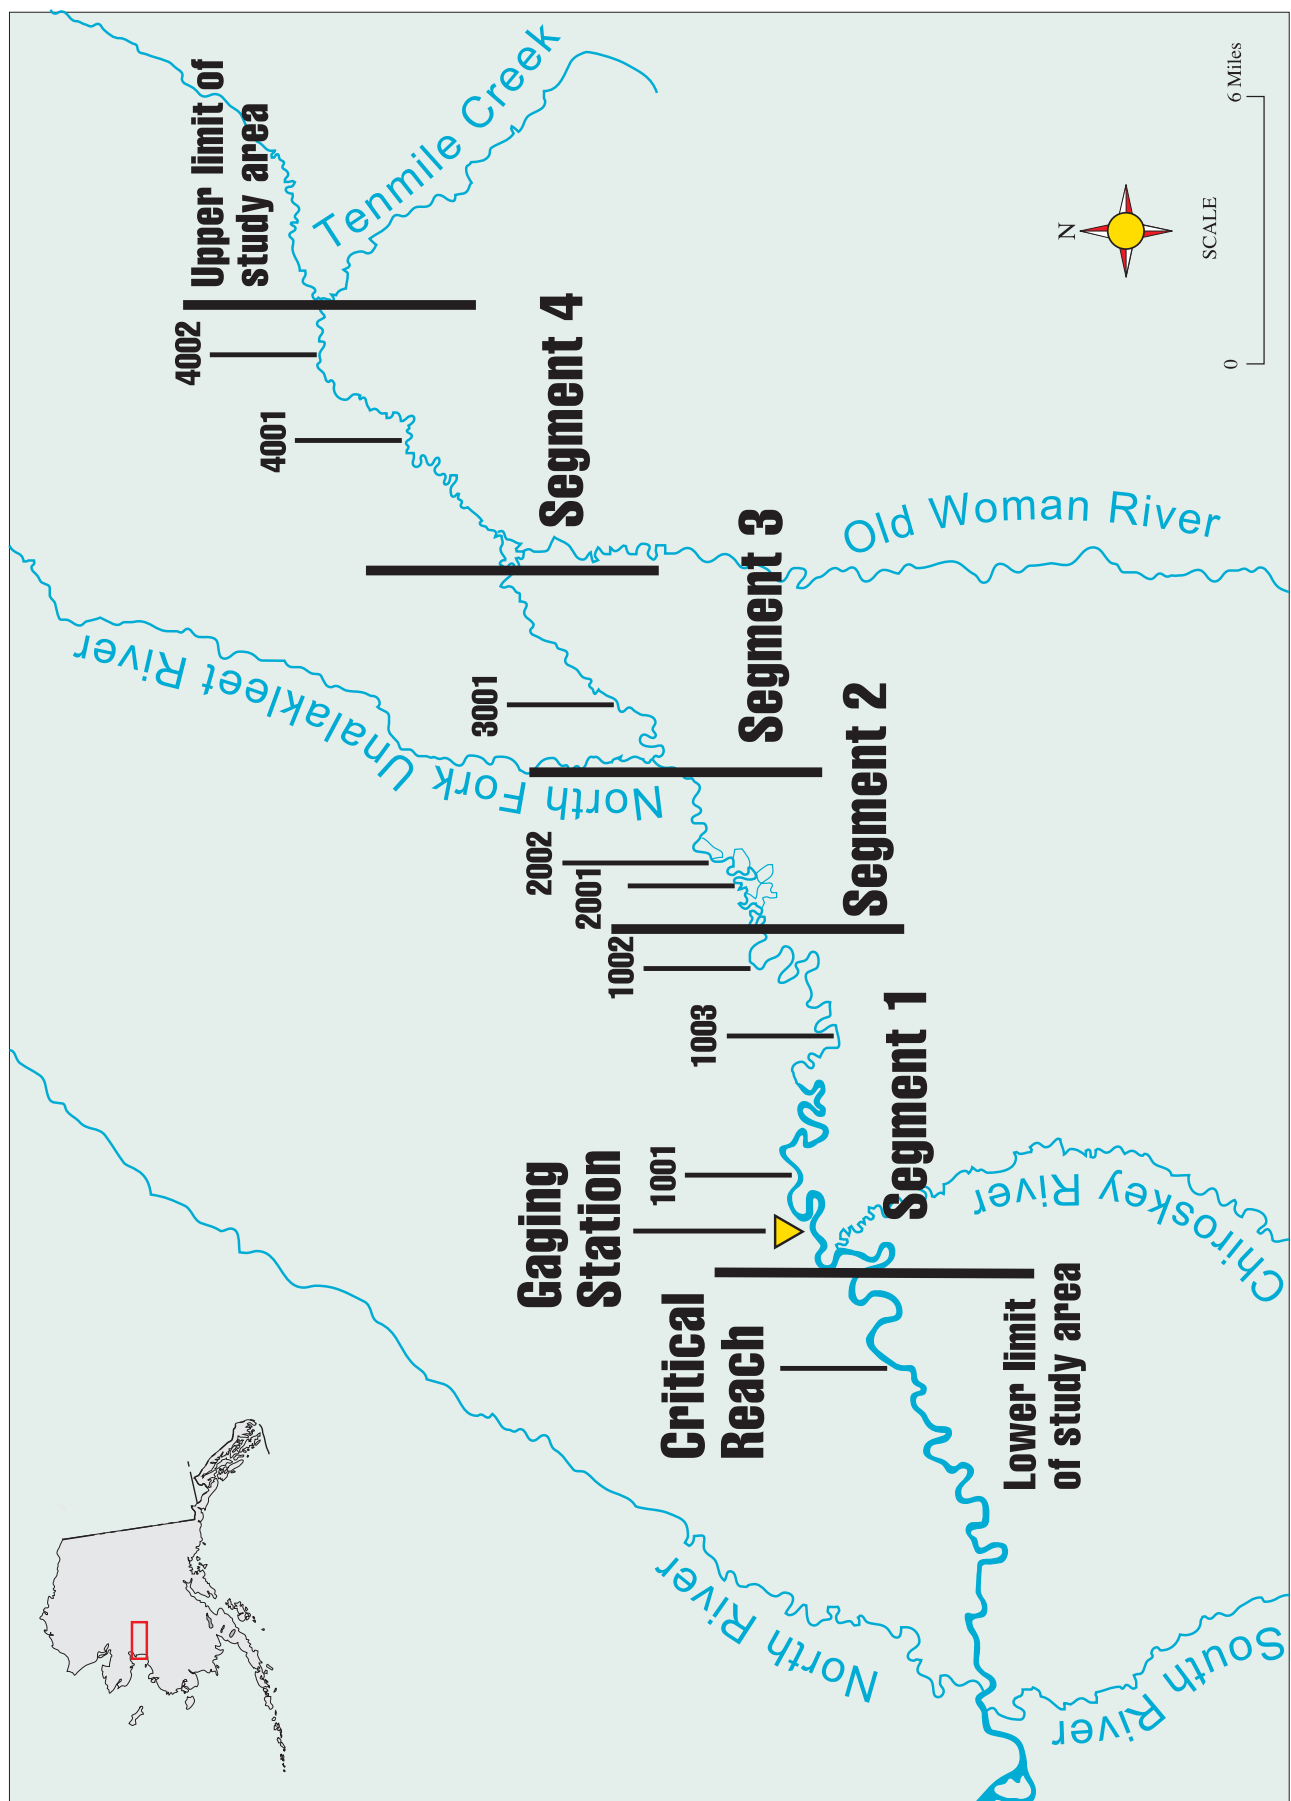 Upper limit of
study area
Tenmile Creek
4002
4001
Segment 4
North Fork Unalakleet River
3001
Segment 3
Old Woman River
2002
2001
Segment 2
1002
1003
Segment 1
Gaging
Station
1001
Critical
Reach
Lower limit
of study area
Chiroskey River
North River
South River
N
SCALE
0
6 Miles